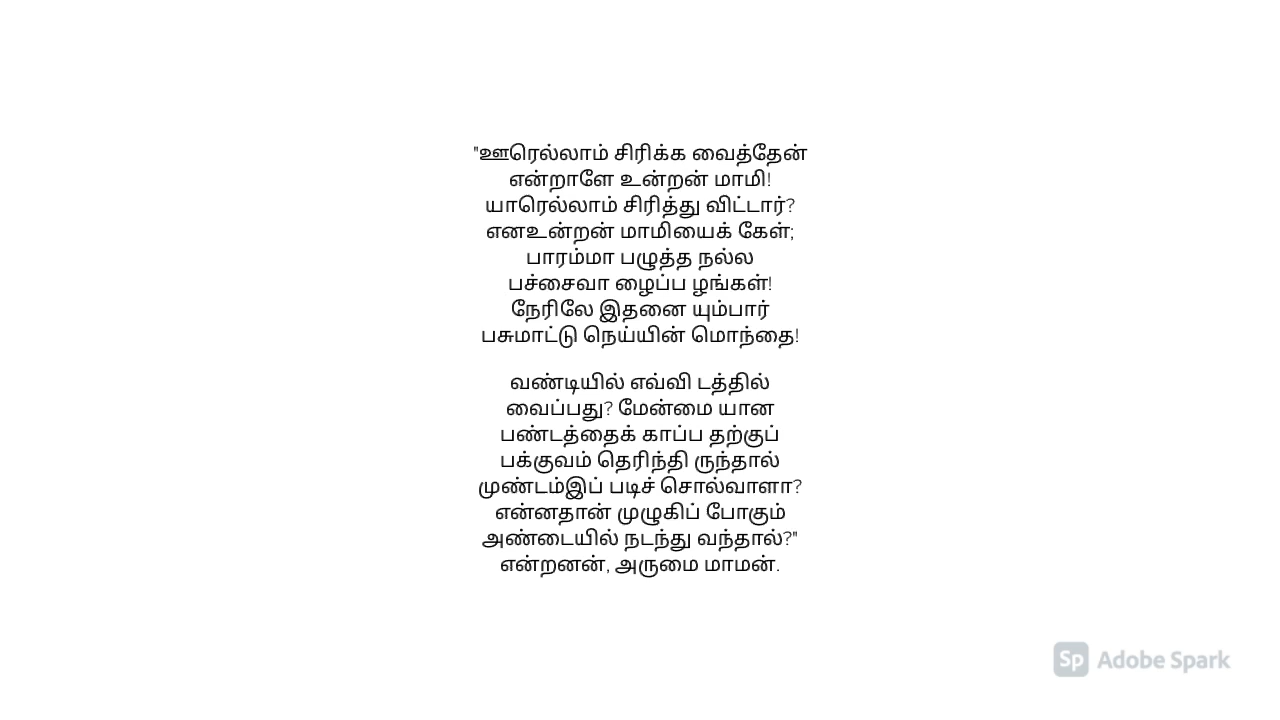 "ஊரெல்லாம் சிரிக்க வைத்தேன்
என்றாளே உன்றன் மாமி!
யாரெல்லாம் சிரித்து விட்டார்?
எனஉன்றன் மாமியைக் கேள்;
பாரம்மா பழுத்த நல்ல
பச்சைவா ழைப்ப ழங்கள்!
நேரிலே இதனை யும்பார்
பசுமாட்டு நெய்யின் மொந்தை!
வண்டியில் எவ்வி டத்தில்
வைப்பது? மேன்மை யான
பண்டத்தைக் காப்ப தற்குப்
பக்குவம் தெரிந்தி ருந்தால்
முண்டம்இப் படிச் சொல்வாளா?
என்னதான் முழுகிப் போகும்
அண்டையில் நடந்து வந்தால்?"
என்றனன், அருமை மாமன்.
Sp Adobe Spark